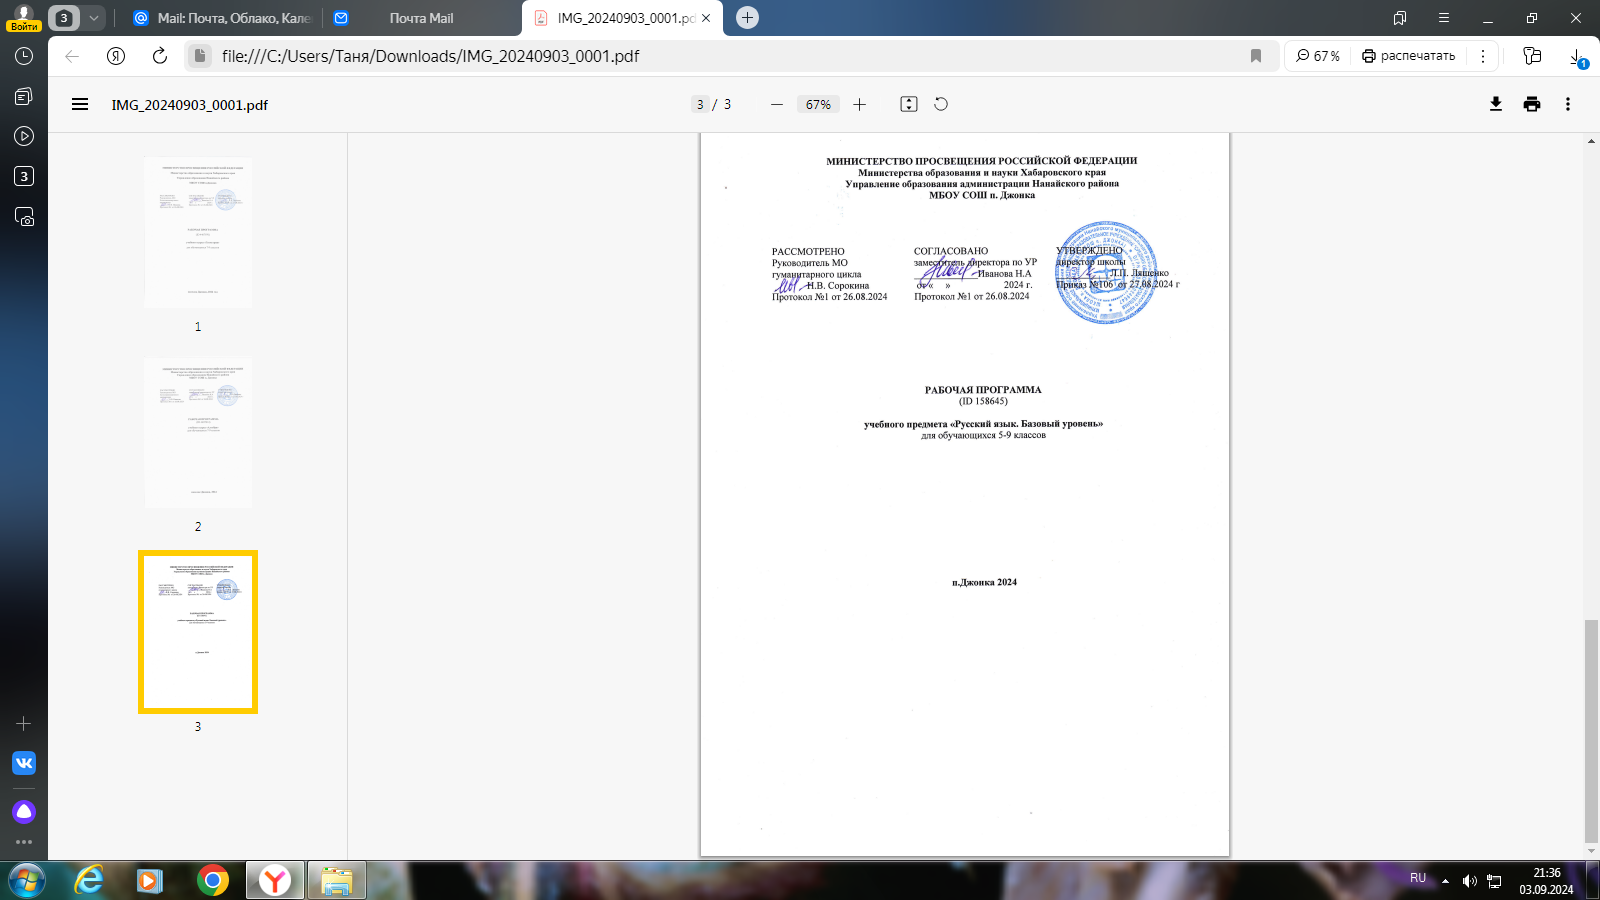 Войти
3
Mail: Почта, Облако, Кале
Почта Mail
IMG_20240903_0001.pd
file:///C:/Users/Таня/Downloads/IMG_20240903_0001.pdf
67 %
распечатать
1
IMG_20240903_0001.pdf
3 / 3
67%
3
1
2
3
МИНИСТЕРСТВО ПРОСВЕЩЕНИЯ РОССИЙСКОЙ ФЕДЕРАЦИИ
Министерства образования и науки Хабаровского края
Управление образования администрации Нанайского района
МБОУ СОШ п. Джонка
РАССМОТРЕНО
Руководитель МО
гуманитарного цикла
Н.В. Сорокина
Протокол №1 от 26.08.2024
СОГЛАСОВАНО
заместитель директора по УР
Иванова Н.А
от « » 2024 г.
Протокол №1 от 26.08.2024
УТВЕРЖДЕНО
директор школы
Л.П. Ляшенко
Приказ №106 от 27.08.2024 г
РАБОЧАЯ ПРОГРАММА
(ID 158645)
учебного предмета «Русский язык. Базовый уровень»
для обучающихся 5-9 классов
п.Джонка 2024
RU
21:36
03.09.2024